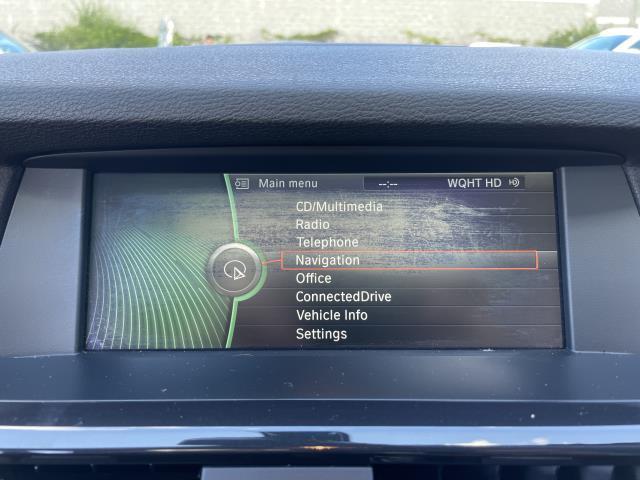 Main menu --:-- WQHT HD
CD/Multimedia
Radio
Telephone
Navigation
Office
ConnectedDrive
Vehicle Info
Settings